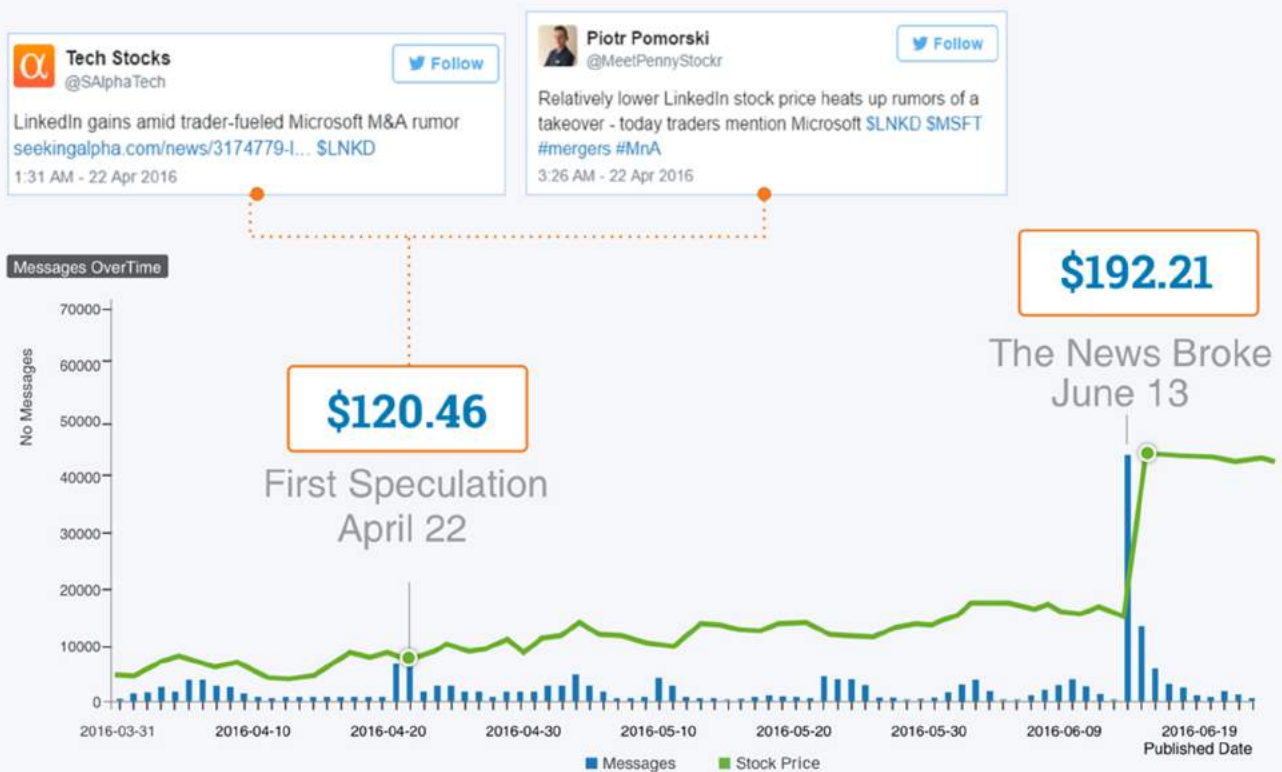 α
Tech Stocks
@SAlphaTech
Follow
LinkedIn gains amid trader-fueled Microsoft M&A rumor
seekingalpha.com/news/3174779-l... $LNKD
1:31 AM - 22 Apr 2016
Piotr Pomorski
@MeetPennyStockr
Follow
Relatively lower LinkedIn stock price heats up rumors of a
takeover - today traders mention Microsoft $LNKD $MSFT
#mergers #MnA
3:26 AM - 22 Apr 2016
Messages OverTime
$192.21
The News Broke
June 13
$120.46
First Speculation
April 22
No Messages
70000
60000
50000
40000
30000
20000
10000
0
2016-03-31 2016-04-10 2016-04-20 2016-04-30 2016-05-10 2016-05-20 2016-05-30 2016-06-09 2016-06-19
Published Date
Messages Stock Price